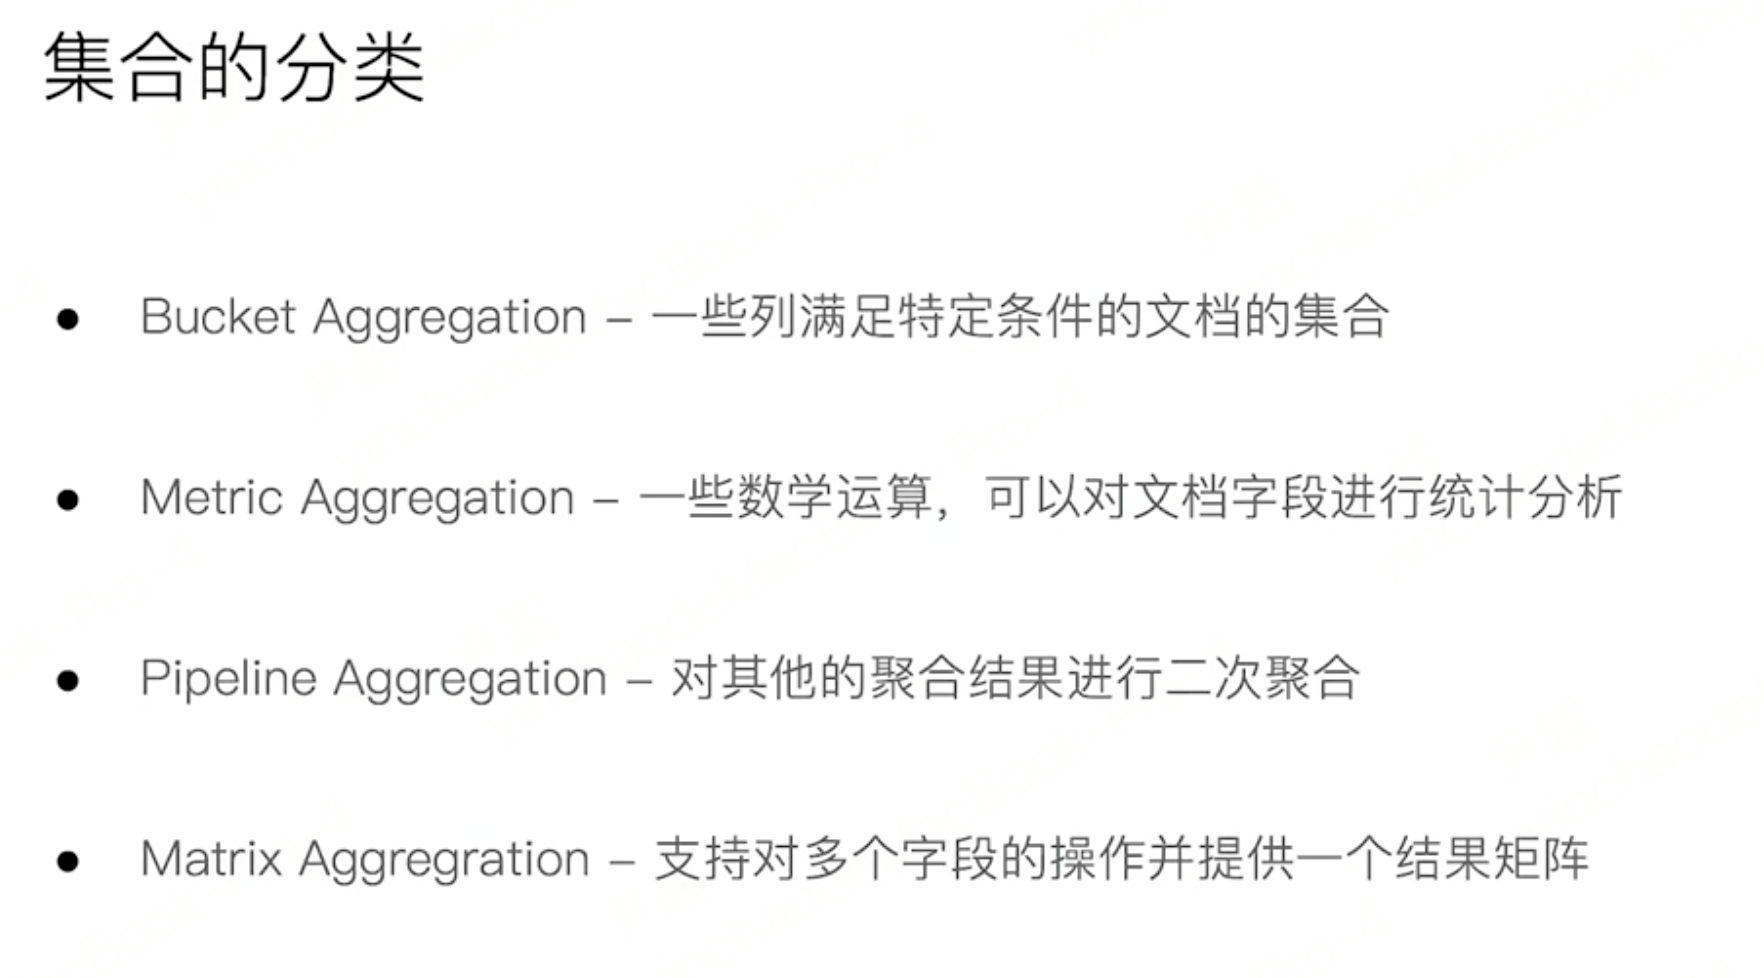 集合的分类
● Bucket Aggregation – 一些列满足特定条件的文档的集合
● Metric Aggregation – 一些数学运算，可以对文档字段进行统计分析
● Pipeline Aggregation – 对其他的聚合结果进行二次聚合
● Matrix Aggregration – 支持对多个字段的操作并提供一个结果矩阵